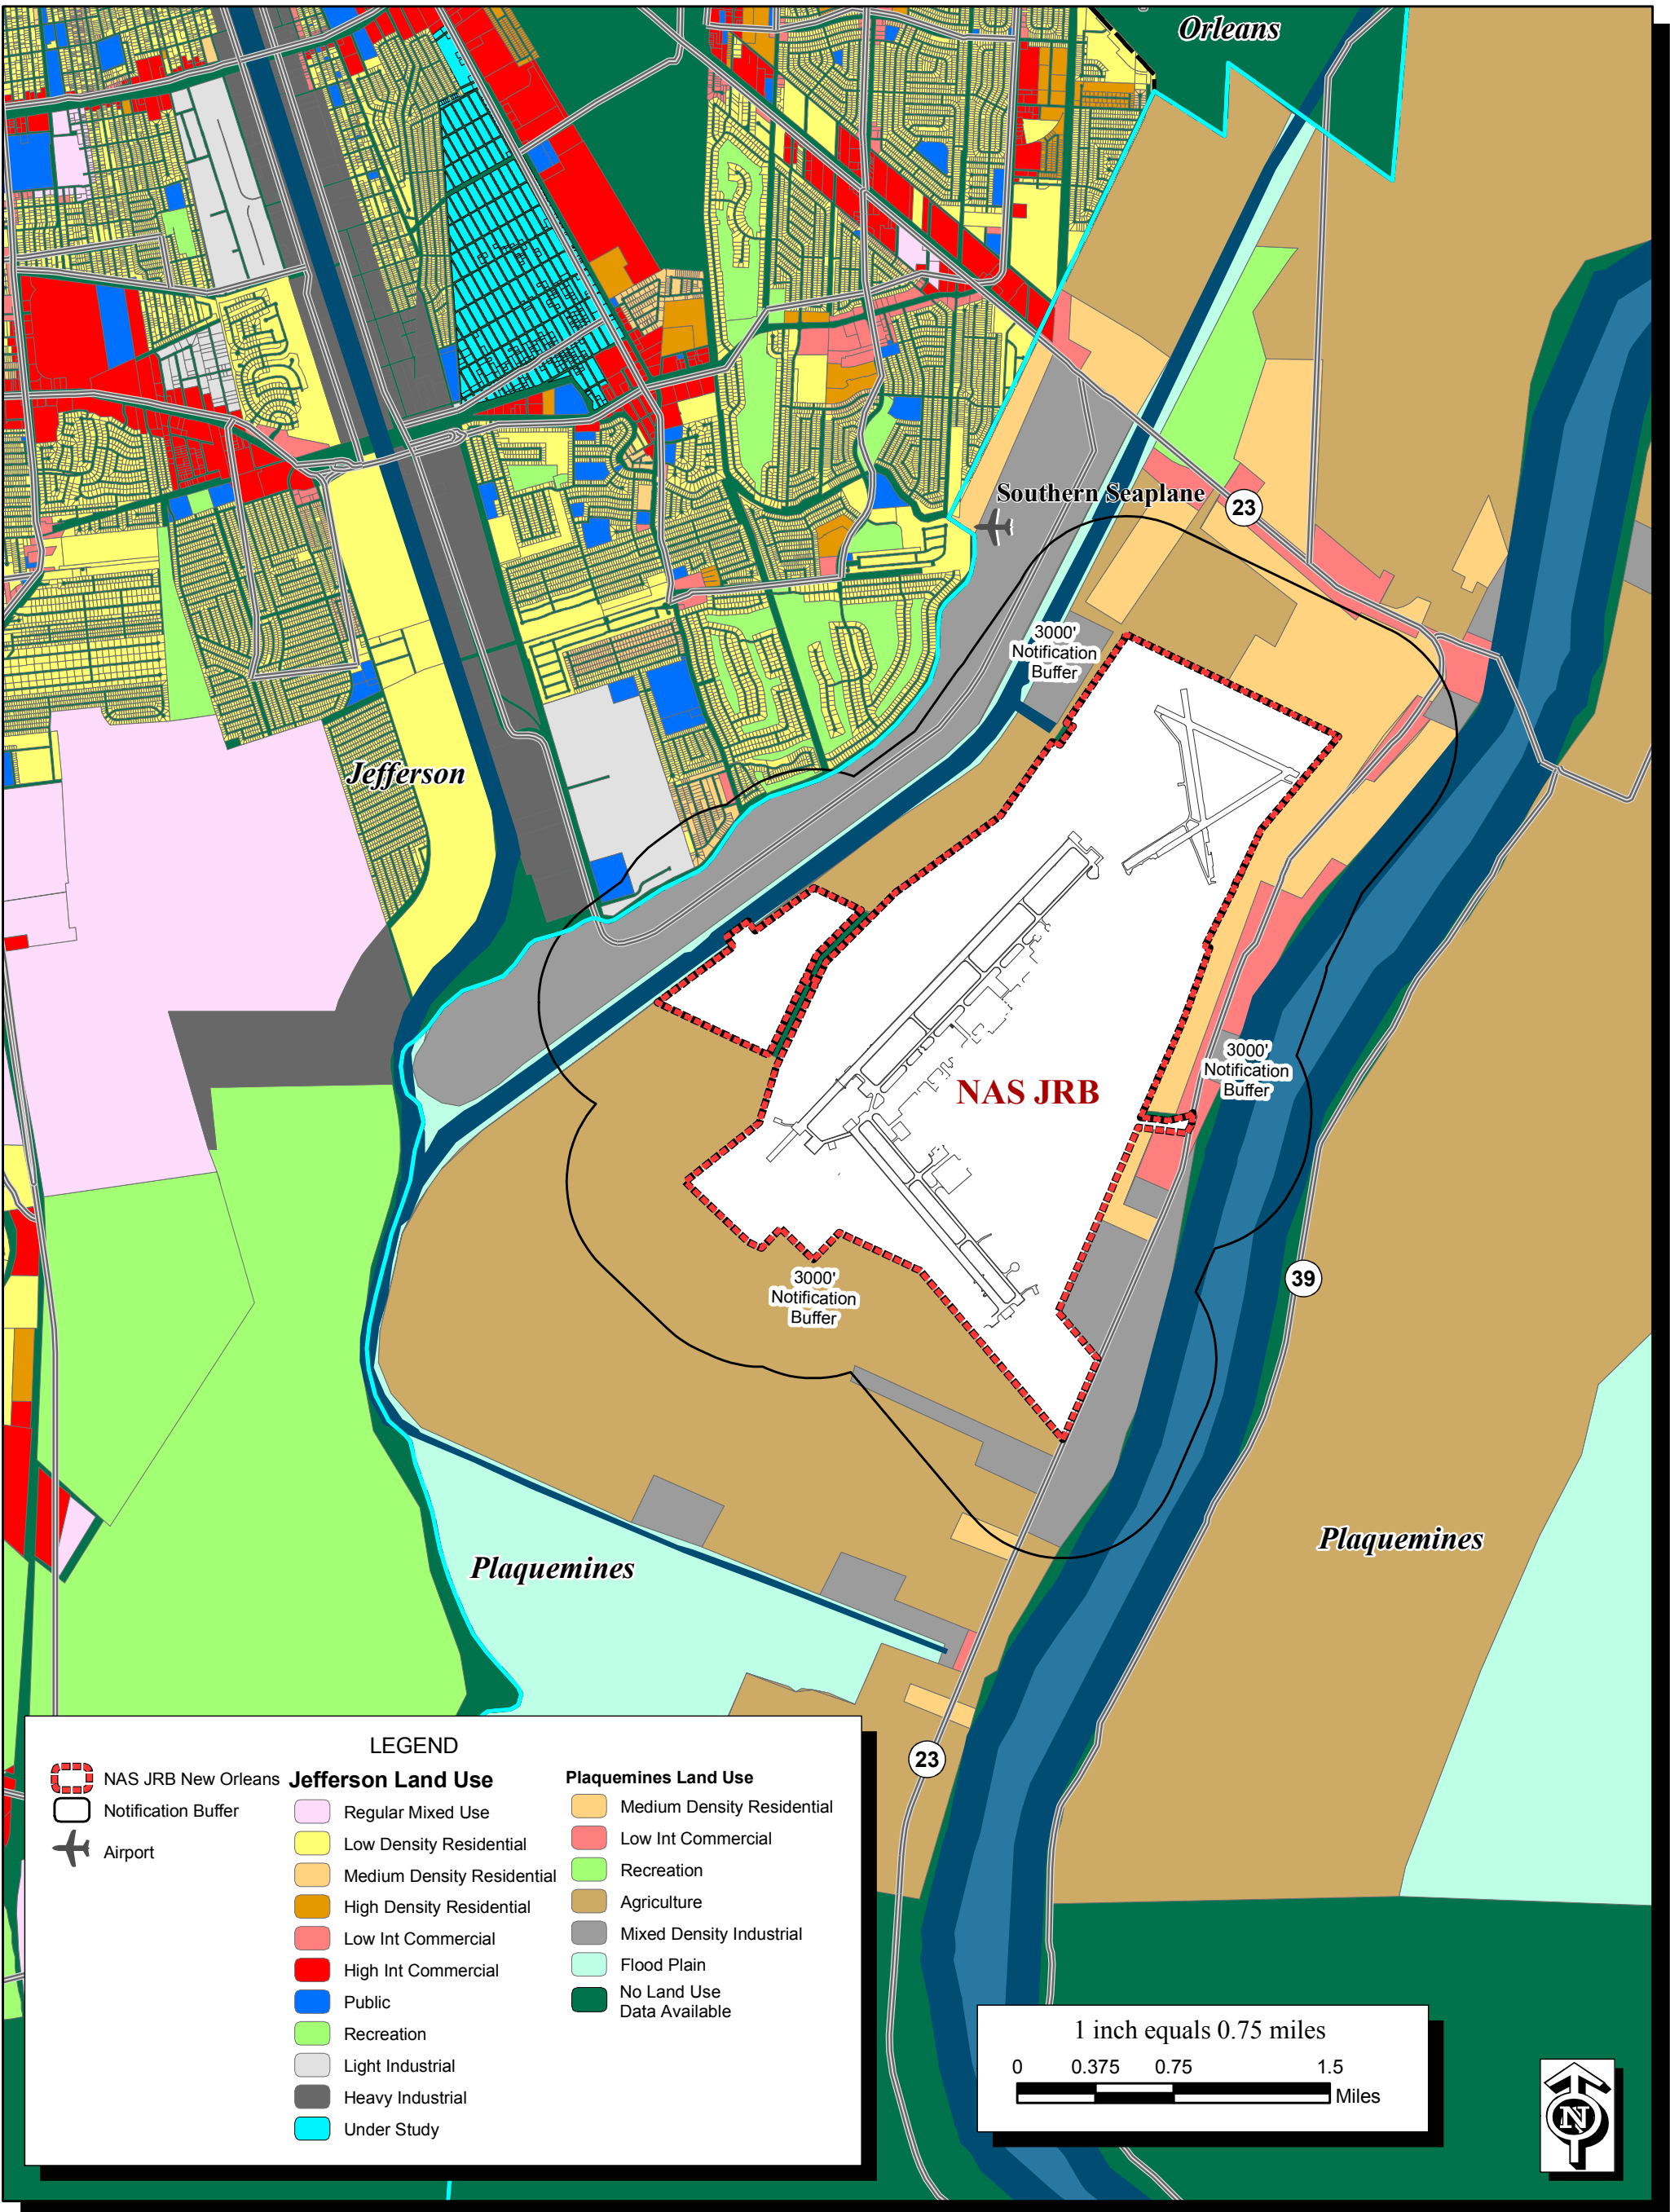 Orleans
Southern Seaplane
23
3000'
Notification
Buffer
Jefferson
3000'
Notification
Buffer
NAS JRB
3000'
Notification
Buffer
39
Plaquemines
Plaquemines
23
LEGEND
NAS JRB New Orleans
Notification Buffer
Airport
Jefferson Land Use
Regular Mixed Use
Low Density Residential
Medium Density Residential
High Density Residential
Low Int Commercial
High Int Commercial
Public
Recreation
Light Industrial
Heavy Industrial
Under Study
Plaquemines Land Use
Medium Density Residential
Low Int Commercial
Recreation
Agriculture
Mixed Density Industrial
Flood Plain
No Land Use
Data Available
1 inch equals 0.75 miles
0 0.375 0.75 1.5
Miles
N